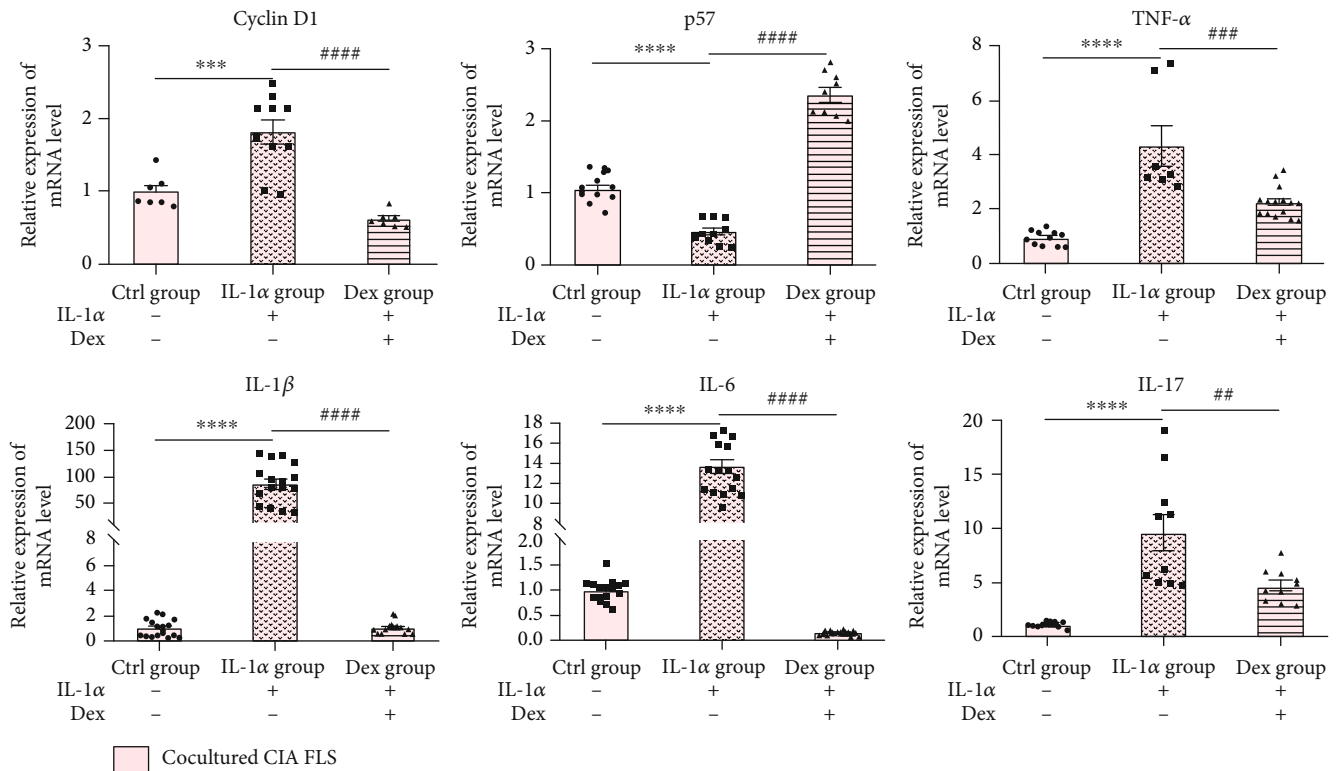 Cyclin D1
Relative expression of
mRNA level
3
2
1
0
***
####
Ctrl group IL-1α group Dex group
IL-1α – + +
Dex – – +
p57
Relative expression of
mRNA level
3
2
1
0
****
####
Ctrl group IL-1α group Dex group
– + +
– – +
TNF-α
Relative expression of
mRNA level
8
6
4
2
0
****
###
Ctrl group IL-1α group Dex group
IL-1α – + +
Dex – – +
IL-1β
Relative expression of
mRNA level
200
150
100
50
8
6
4
2
0
****
####
Ctrl group IL-1α group Dex group
IL-1α – + +
Dex – – +
IL-6
Relative expression of
mRNA level
18
16
14
12
10
8
2.0
1.5
1.0
0.5
0.0
****
####
Ctrl group IL-1α group Dex group
IL-1α – + +
Dex – – +
IL-17
Relative expression of
mRNA level
20
15
10
5
0
****
##
Ctrl group IL-1α group Dex group
IL-1α – + +
Dex – – +
Cocultured CIA FLS